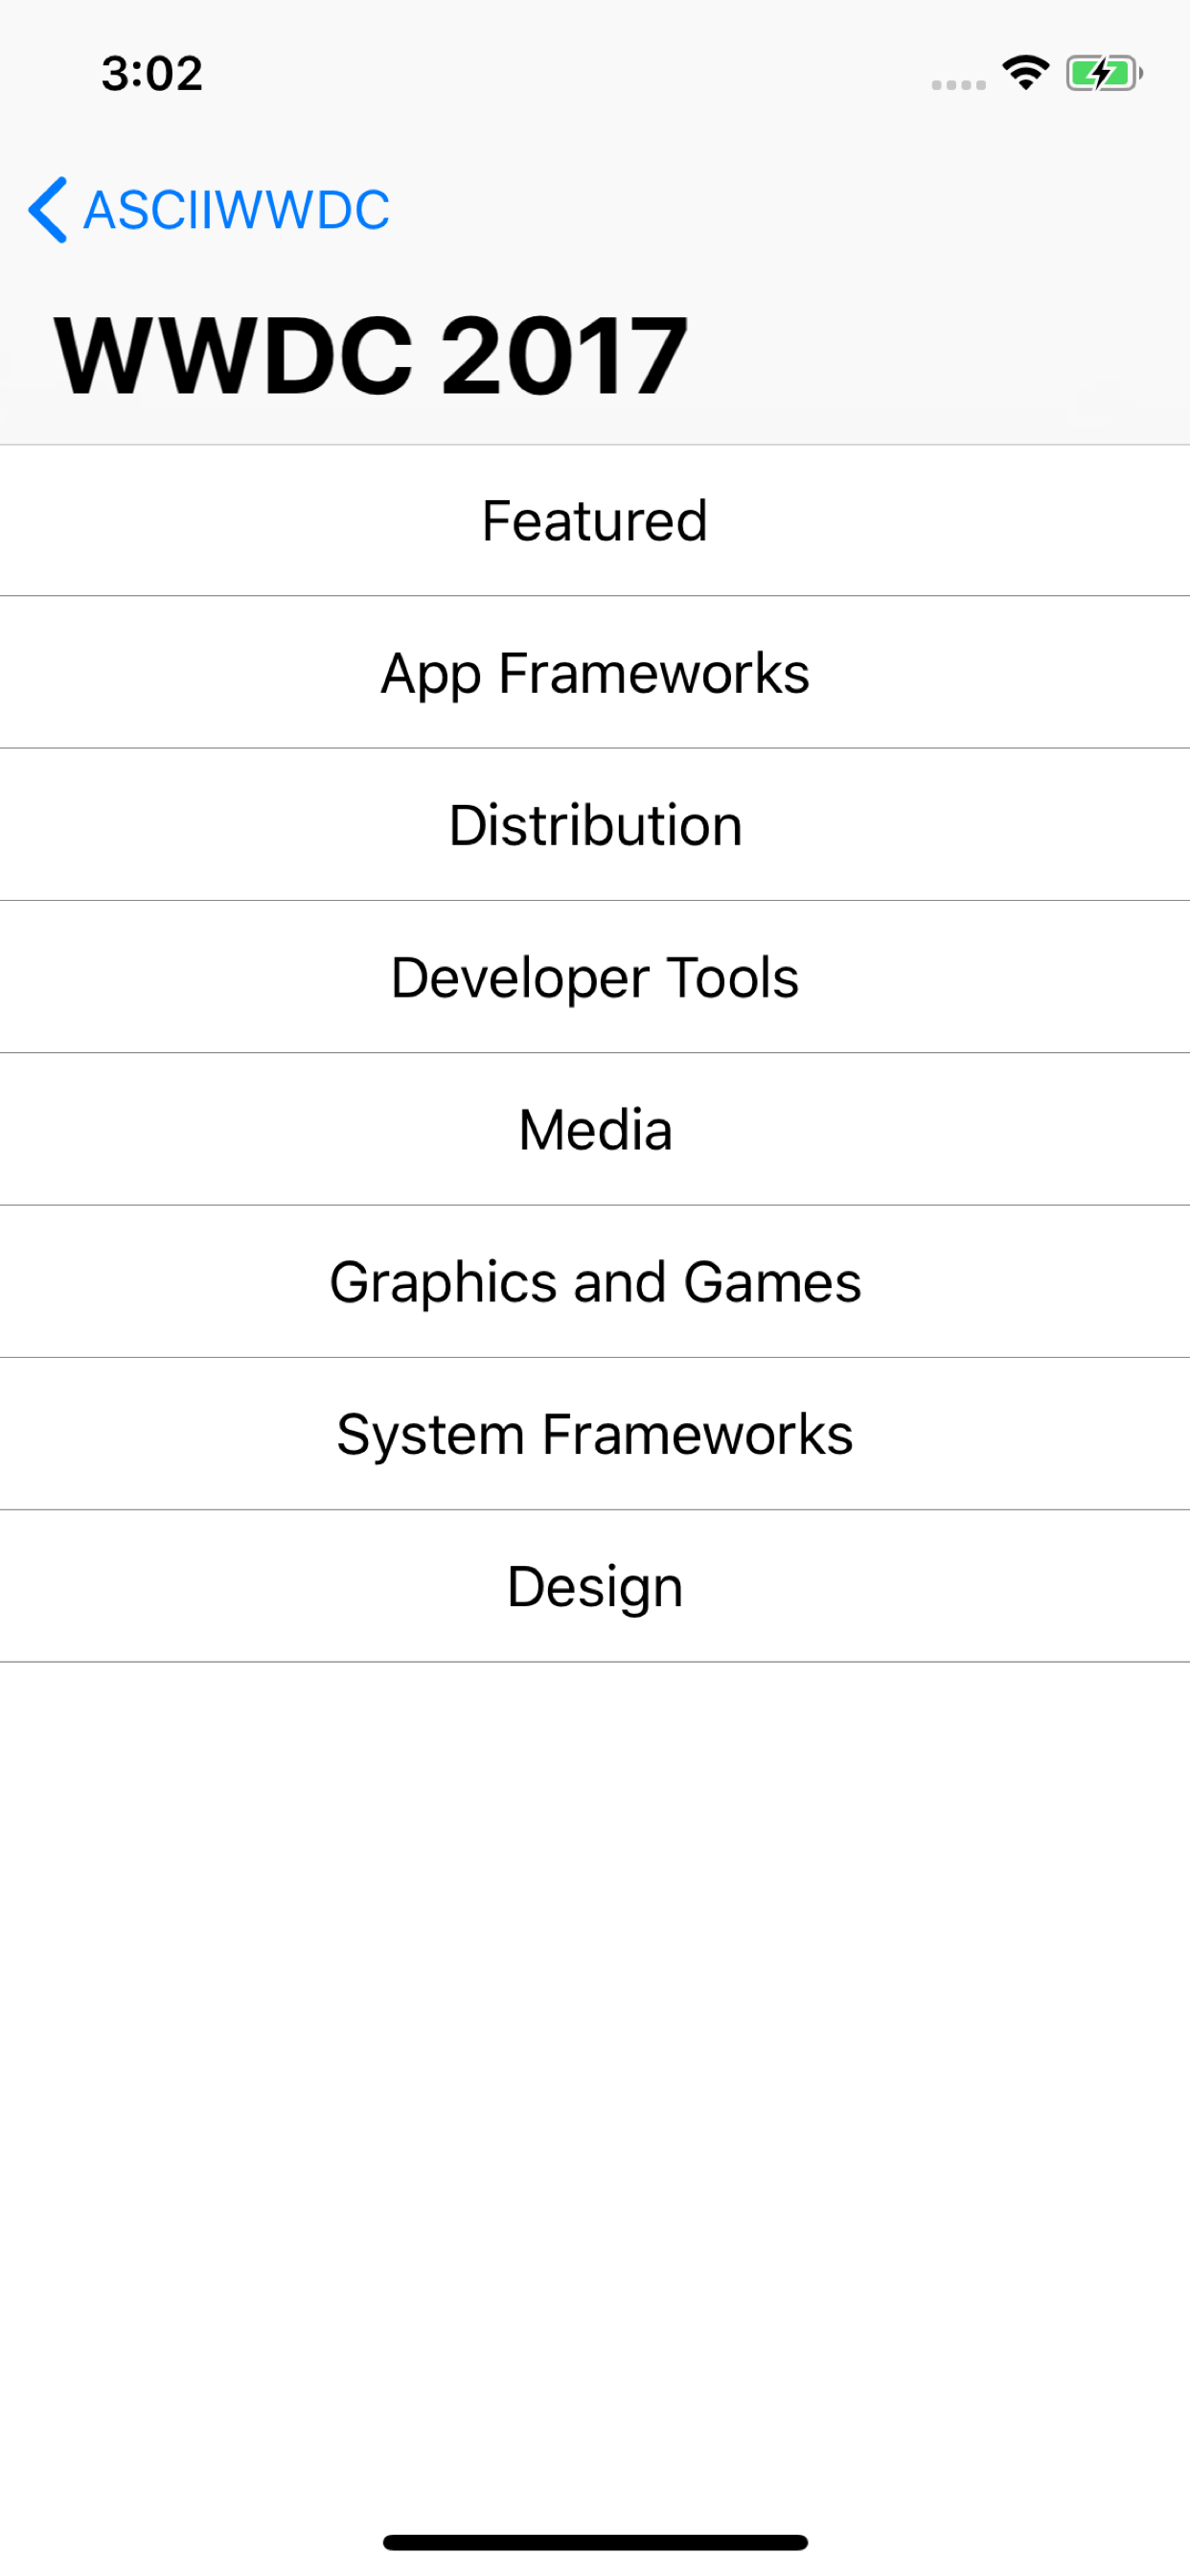 3:02
ASCIIWWDC
WWDC 2017
Featured
App Frameworks
Distribution
Developer Tools
Media
Graphics and Games
System Frameworks
Design